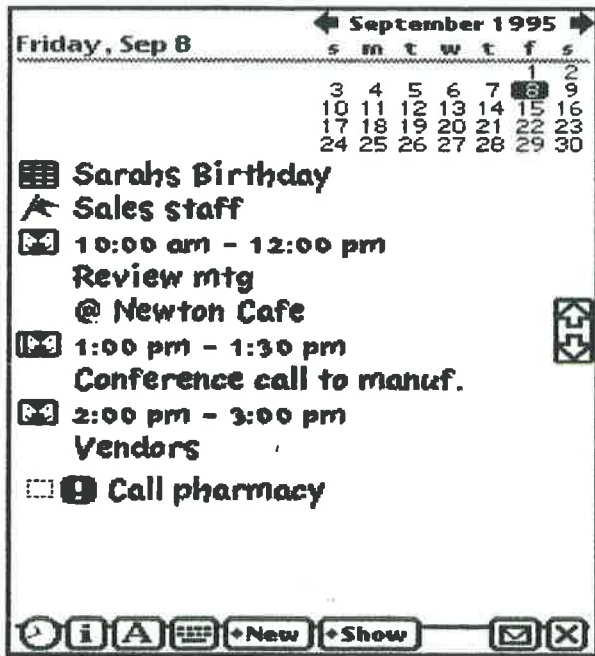 September 1995
Friday, Sep 8
s m t w t f s
1 2
3 4 5 6 7 8 9
10 11 12 13 14 15 16
17 18 19 20 21 22 23
24 25 26 27 28 29 30
Sarahs Birthday
Sales staff
10:00 am - 12:00 pm
Review mtg
@ Newton Cafe
1:00 pm - 1:30 pm
Conference call to manuf.
2:00 pm - 3:00 pm
Vendors
Call pharmacy
i A New Show